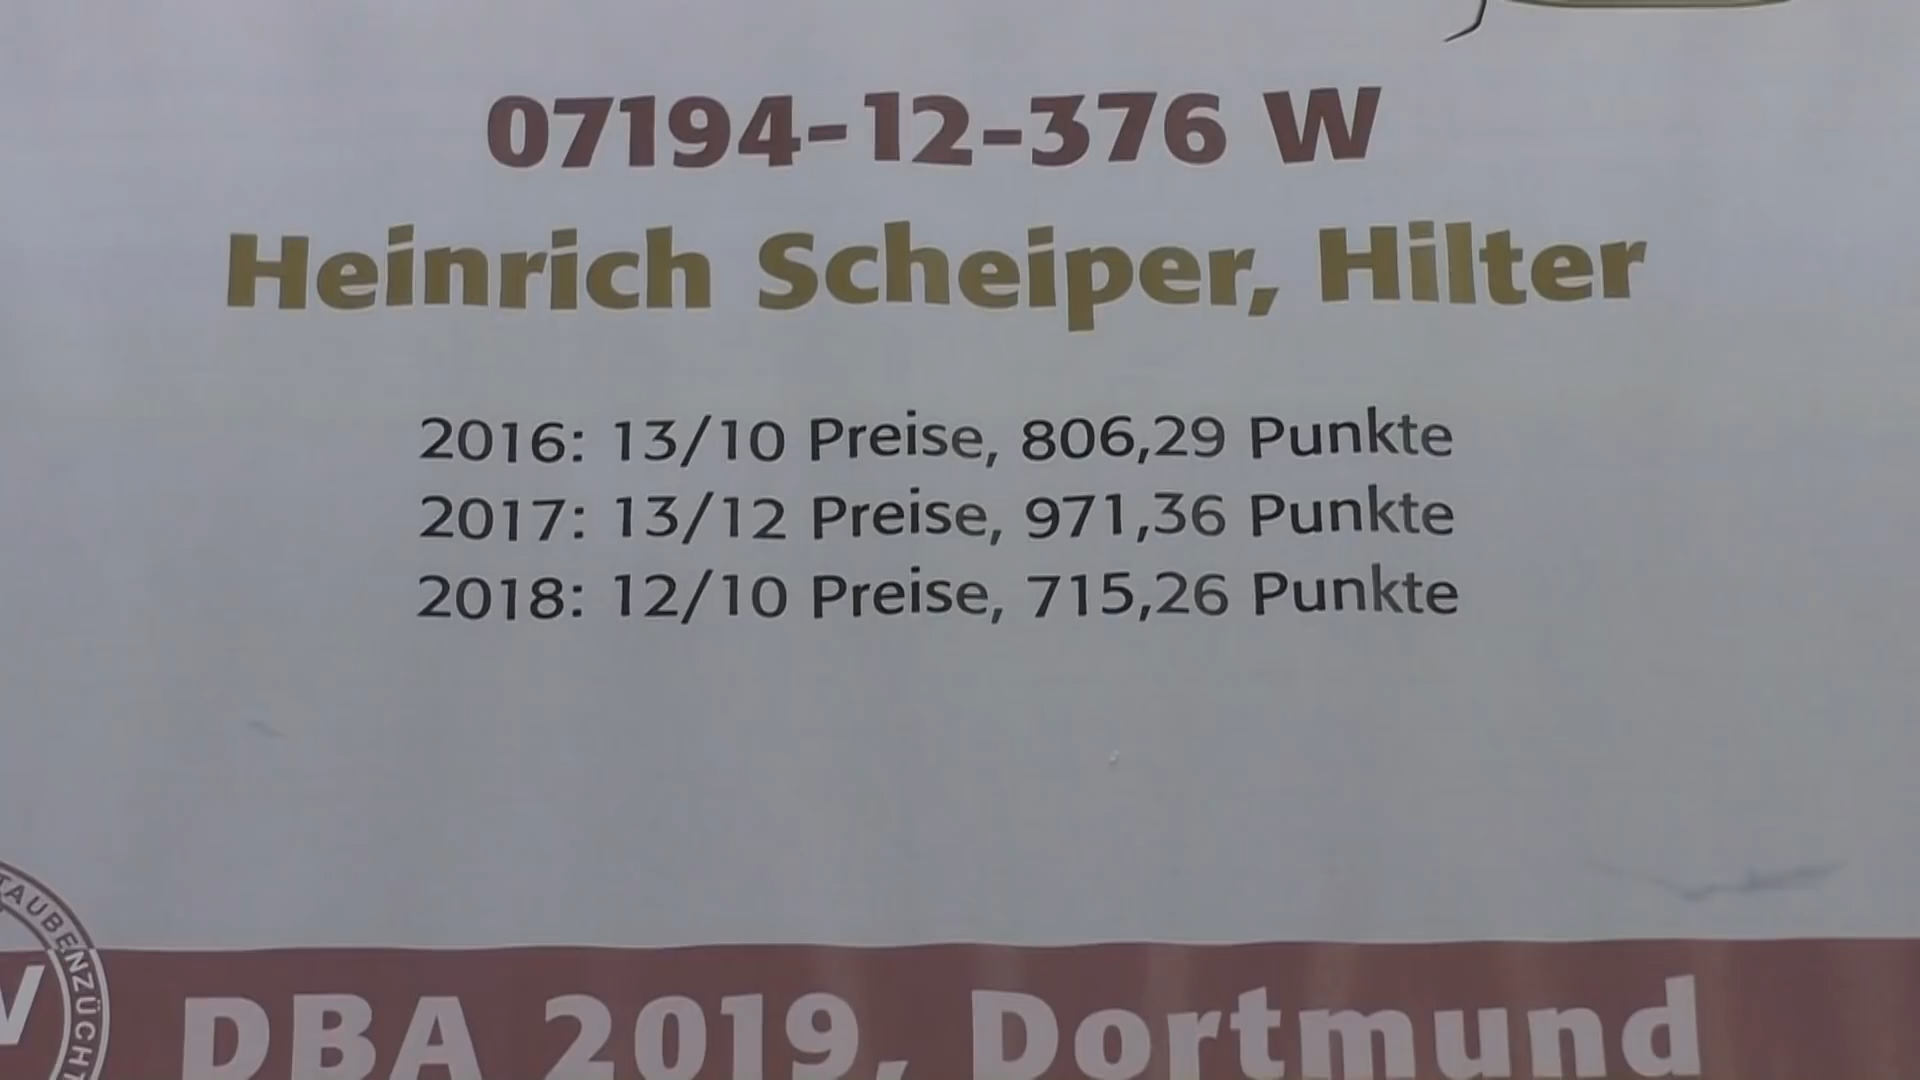 07194-12-376 W
Heinrich Scheiper, Hilter
2016: 13/10 Preise, 806,29 Punkte
2017: 13/12 Preise, 971,36 Punkte
2018: 12/10 Preise, 715,26 Punkte
TAUBENZÜCHT
DBA 2019, Dortmund